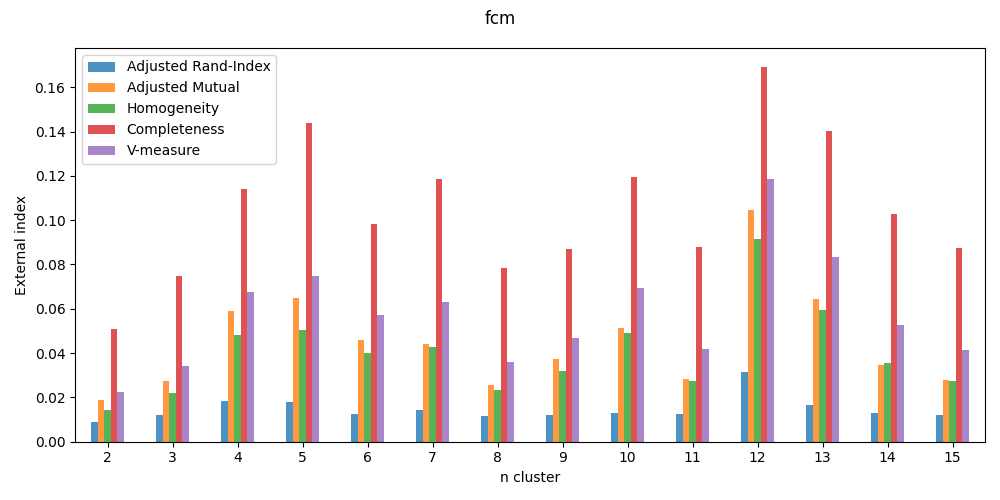 fcm
Adjusted Rand-Index
Adjusted Mutual
Homogeneity
Completeness
V-measure
External index
0.16
0.14
0.12
0.10
0.08
0.06
0.04
0.02
0.00
2 3 4 5 6 7 8 9 10 11 12 13 14 15
n cluster